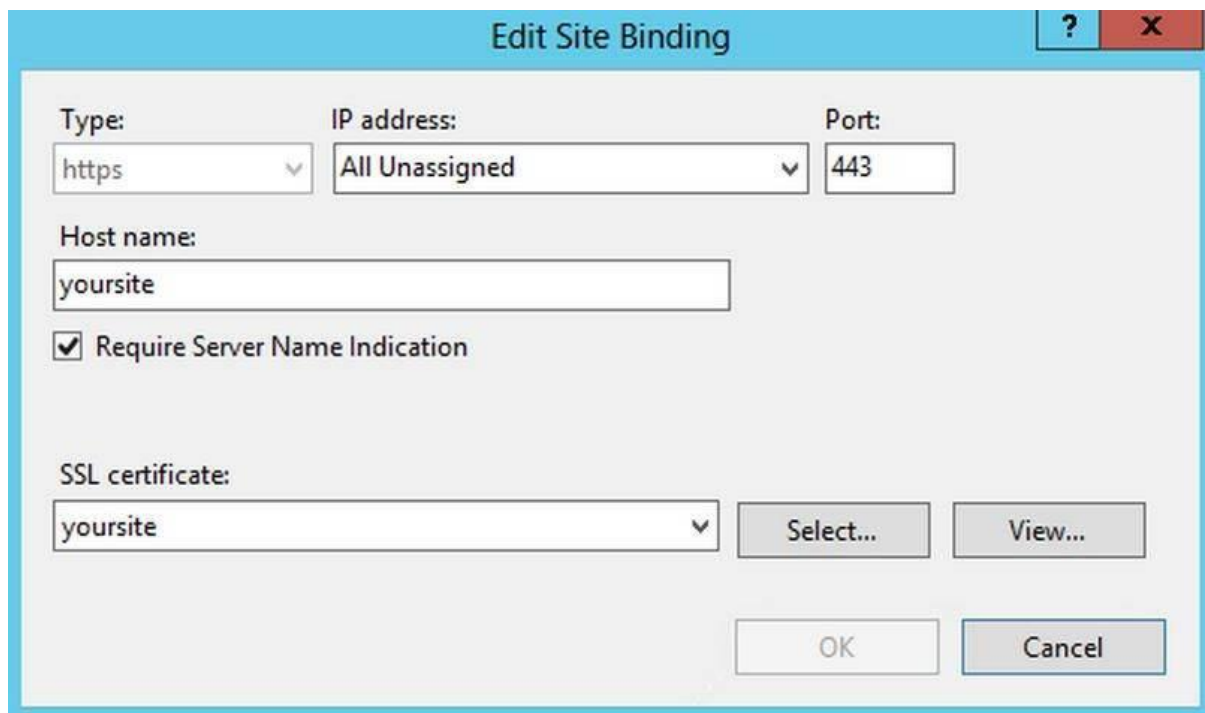 Edit Site Binding
? x
Type: IP address: Port:
https All Unassigned 443
Host name:
yoursite
Require Server Name Indication
SSL certificate:
yoursite Select... View...
OK Cancel